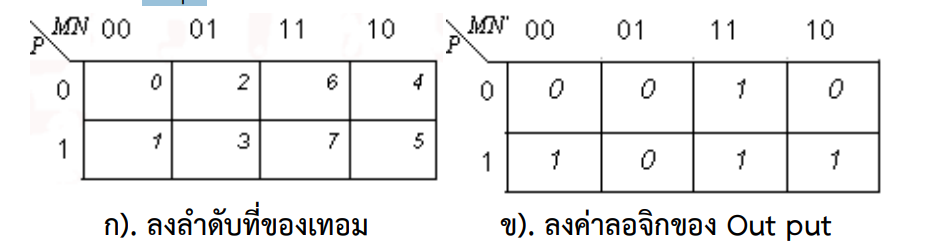 MN 00 01 11 10
P
0 0 2 6 4
1 1 3 7 5
ก). ลงลำดับที่ของเทอม
MN 00 01 11 10
P
0 0 0 1 0
1 1 0 1 1
ข). ลงค่าลอจิกของ Out put